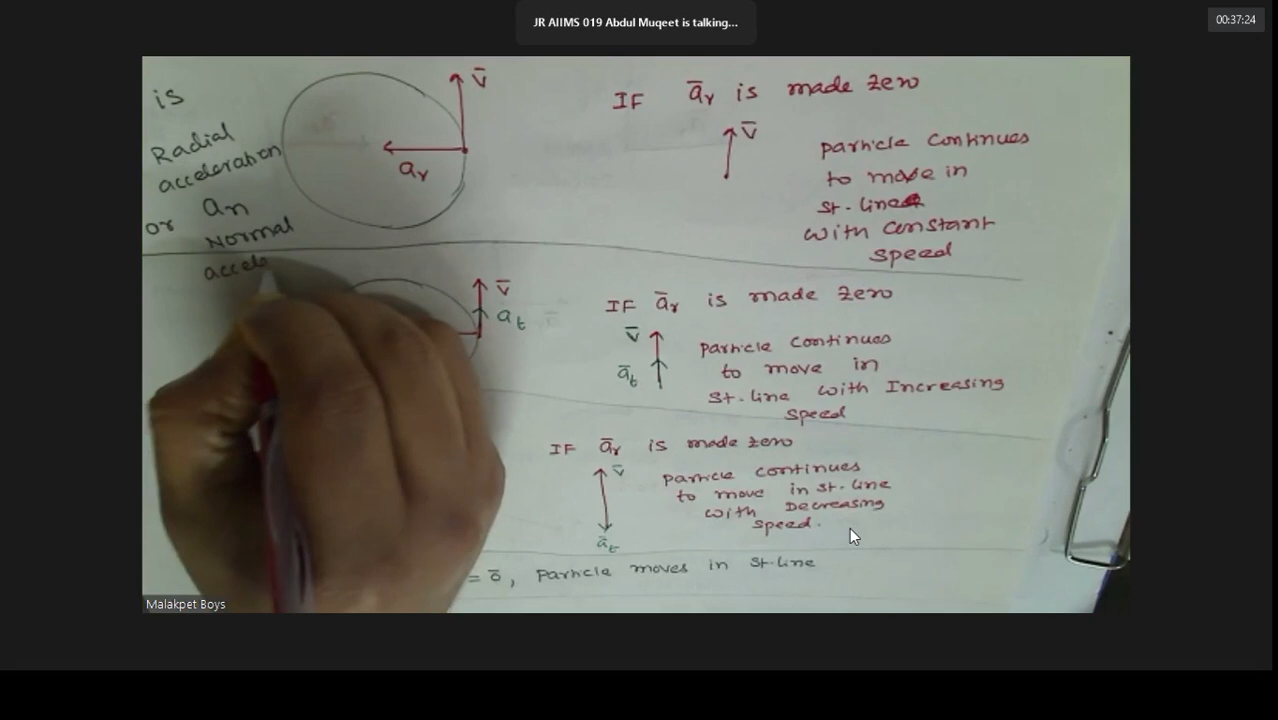 JR AIIMS 019 Abdul Muqeet is talking...
00:37:24
is
Radial
acceleration
or an
Normal
accele
v̄
aᵣ
IF āᵣ is made zero
v̄
particle continues
to move in
st. line
with constant
speed
v̄
aₜ
IF āᵣ is made zero
v̄
āₜ
particle continues
to move in
st. line with Increasing
speed
IF āᵣ is made zero
v̄
āₜ
particle continues
to move in st. line
with Decreasing
speed.
= 0̄, particle moves in st. line
Malakpet Boys